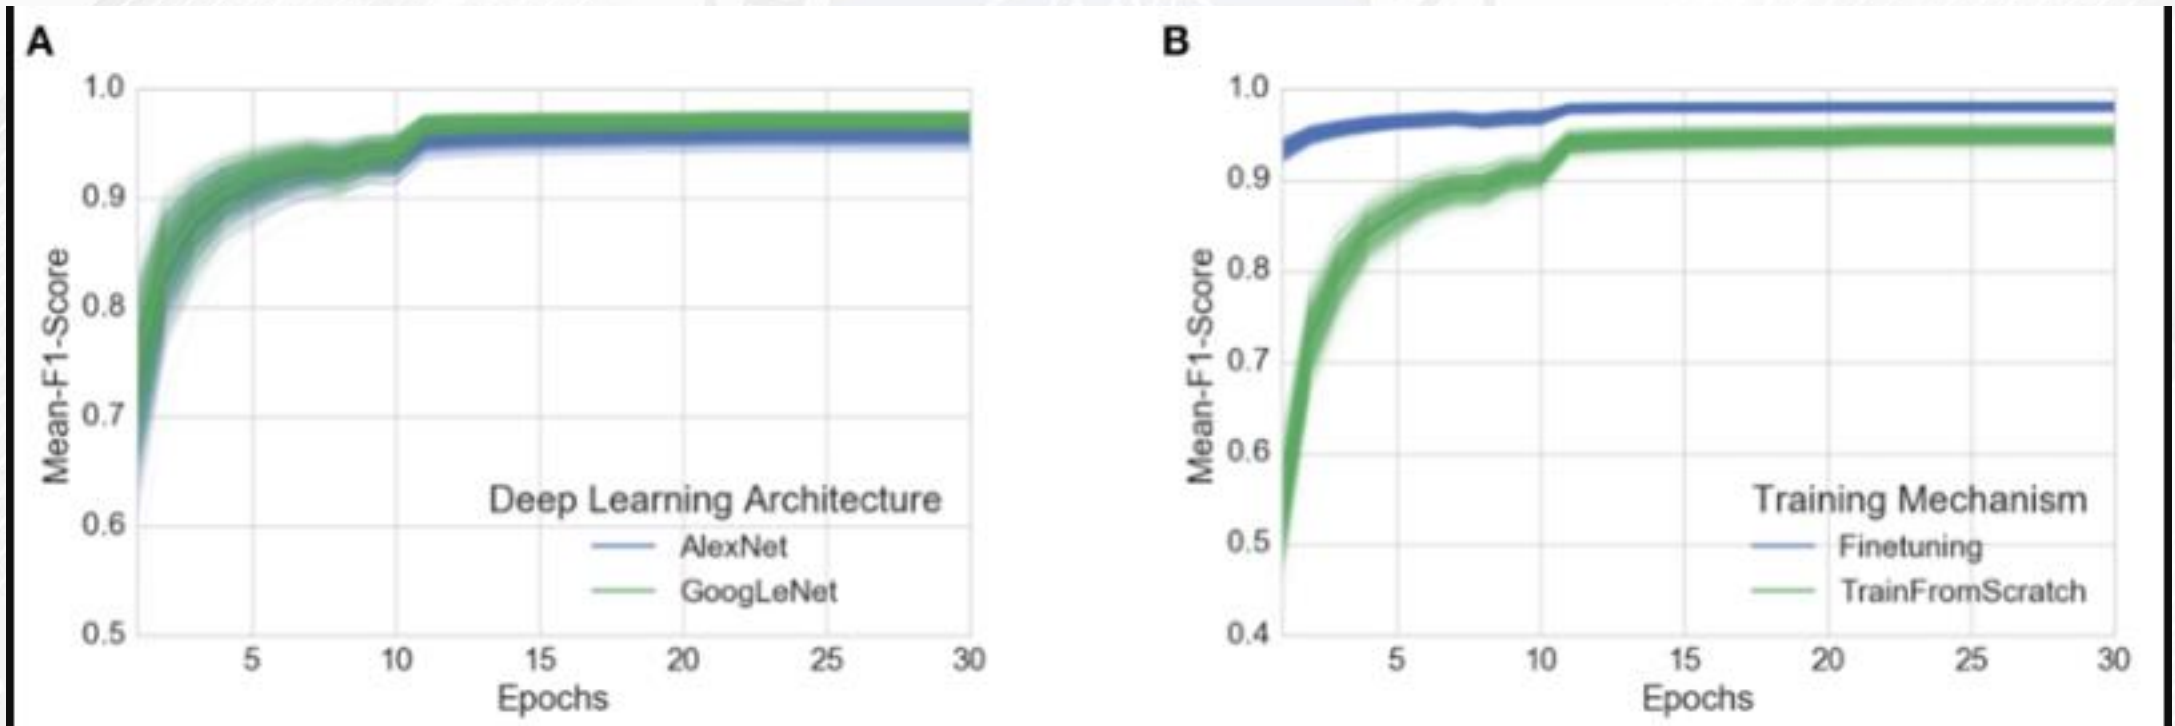 A
1.0
0.9
0.8
0.7
0.6
0.5
Mean-F1-Score
Deep Learning Architecture
AlexNet
GoogLeNet
5 10 15 20 25 30
Epochs
B
1.0
0.9
0.8
0.7
0.6
0.5
0.4
Mean-F1-Score
Training Mechanism
Finetuning
TrainFromScratch
5 10 15 20 25 30
Epochs